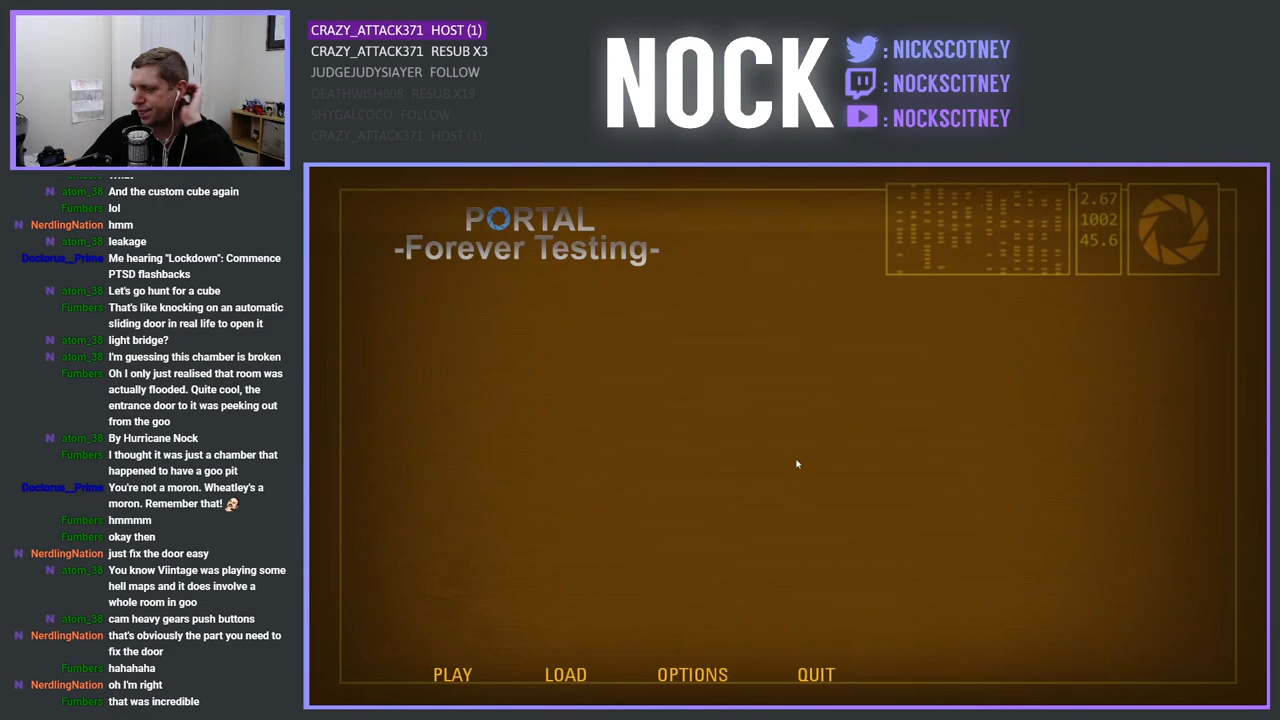 CRAZY_ATTACK371 HOST (1)
CRAZY_ATTACK371 RESUB X3
JUDGEJUDYSIAYER FOLLOW
DEATHWISH808 RESUB X19
SHYGALCOCO FOLLOW
CRAZY_ATTACK371 HOST (1)
NOCK
: NICKSCOTNEY
: NOCKSCITNEY
: NOCKSCITNEY
atom_38 And the custom cube again
Fumbers lol
NerdlingNation hmm
atom_38 leakage
Doctorus__Prime Me hearing "Lockdown": Commence
PTSD flashbacks
atom_38 Let's go hunt for a cube
Fumbers That's like knocking on an automatic
sliding door in real life to open it
atom_38 light bridge?
atom_38 I'm guessing this chamber is broken
Fumbers Oh I only just realised that room was
actually flooded. Quite cool, the
entrance door to it was peeking out
from the goo
atom_38 By Hurricane Nock
Fumbers I thought it was just a chamber that
happened to have a goo pit
Doctorus__Prime You're not a moron. Wheatley's a
moron. Remember that!
Fumbers hmmmm
Fumbers okay then
NerdlingNation just fix the door easy
atom_38 You know Viintage was playing some
hell maps and it does involve a
whole room in goo
atom_38 cam heavy gears push buttons
NerdlingNation that's obviously the part you need to
fix the door
Fumbers hahahaha
NerdlingNation oh I'm right
Fumbers that was incredible
PORTAL
-Forever Testing-
2.67
1002
45.6
PLAY LOAD OPTIONS QUIT